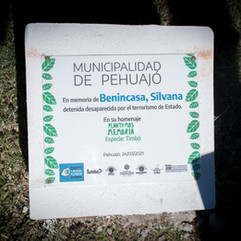 MUNICIPALIDAD
DE PEHUAJÓ
En memoria de Benincasa, Silvana
detenida desaparecida por el terrorismo de Estado.
En su homenaje
PLANTAMOS
MEMORIA
Especie: Timbó
Pehuajó, 24/03/2021